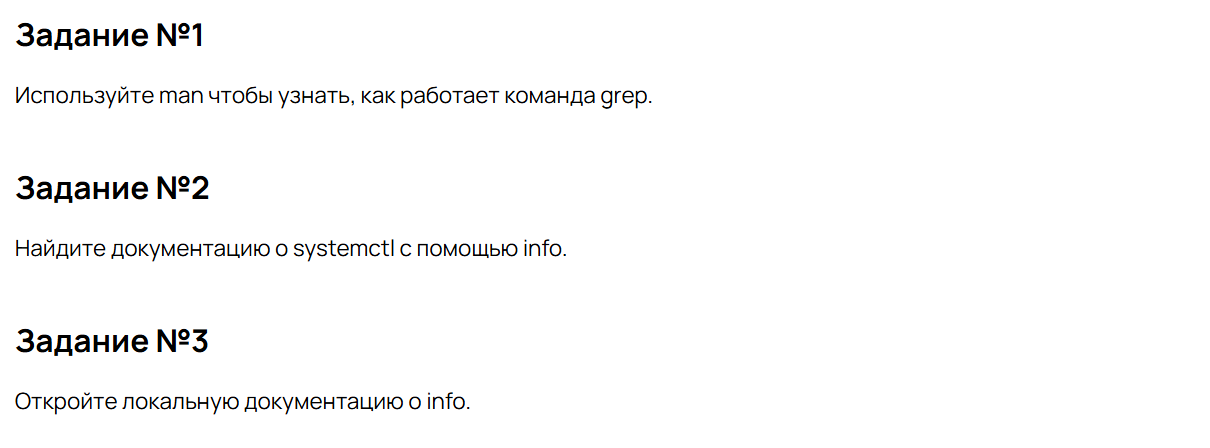 Задание №1
Используйте man чтобы узнать, как работает команда grep.
Задание №2
Найдите документацию о systemctl с помощью info.
Задание №3
Откройте локальную документацию о info.